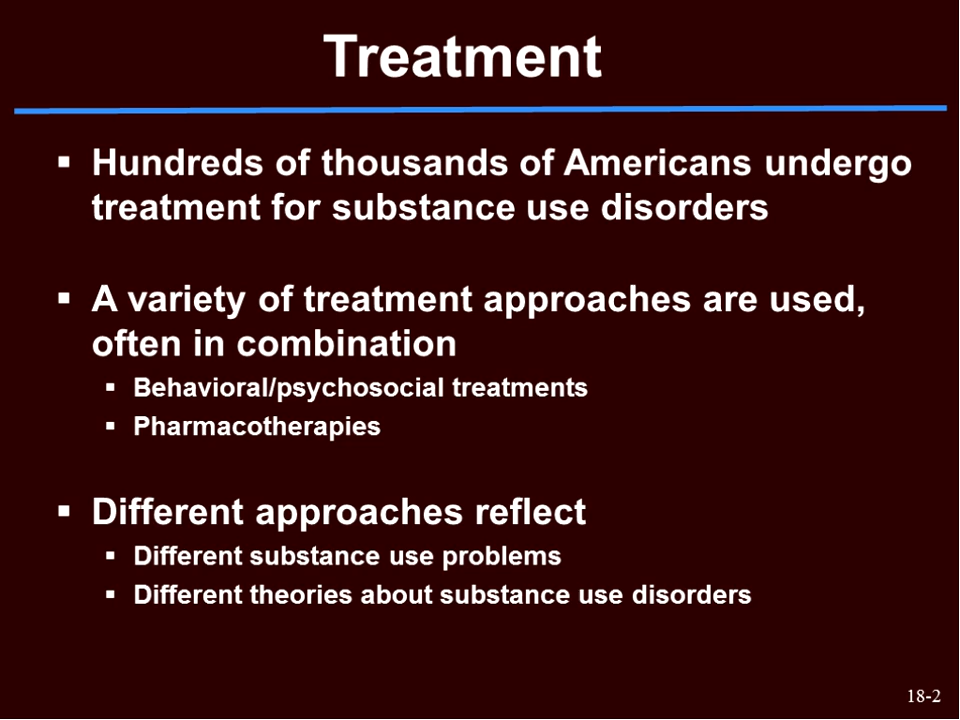 Treatment
▪ Hundreds of thousands of Americans undergo
treatment for substance use disorders
▪ A variety of treatment approaches are used,
often in combination
▪ Behavioral/psychosocial treatments
▪ Pharmacotherapies
▪ Different approaches reflect
▪ Different substance use problems
▪ Different theories about substance use disorders
18-2